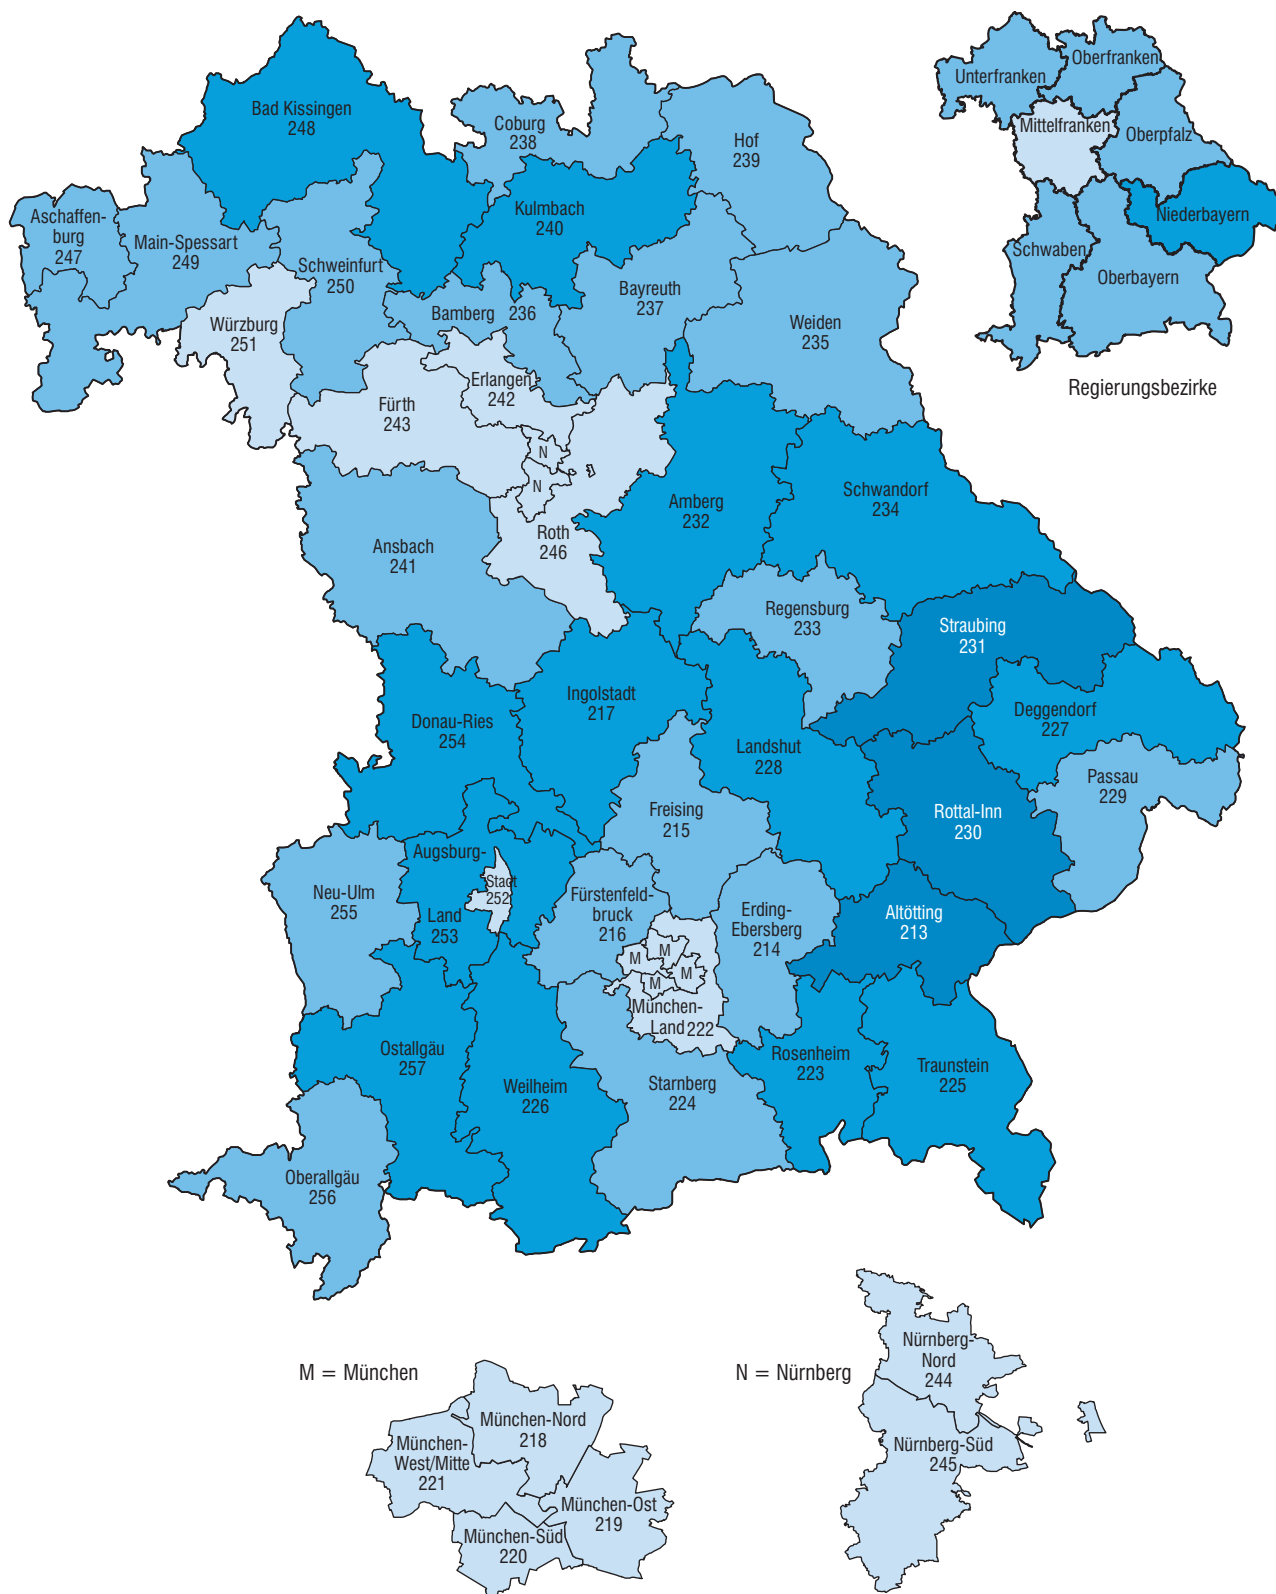 Bad Kissingen
248
Coburg
238
Hof
239
Kulmbach
240
Aschaffen-
burg
247
Main-Spessart
249
Schweinfurt
250
Bayreuth
237
Bamberg
236
Würzburg
251
Weiden
235
Erlangen
242
Fürth
243
N
N
Amberg
232
Schwandorf
234
Roth
246
Ansbach
241
Regensburg
233
Straubing
231
Ingolstadt
217
Deggendorf
227
Donau-Ries
254
Landshut
228
Passau
229
Freising
215
Rottal-Inn
230
Augsburg-
Stadt
252
Land
253
Neu-Ulm
255
Fürstenfeld-
bruck
216
Erding-
Ebersberg
214
Altötting
213
M
M
M
M
München-
Land 222
Ostallgäu
257
Rosenheim
223
Traunstein
225
Weilheim
226
Starnberg
224
Oberallgäu
256
Unterfranken
Oberfranken
Mittelfranken
Oberpfalz
Niederbayern
Schwaben
Oberbayern
Regierungsbezirke
M = München
München-Nord
218
München-
West/Mitte
221
München-Ost
219
München-Süd
220
N = Nürnberg
Nürnberg-
Nord
244
Nürnberg-Süd
245